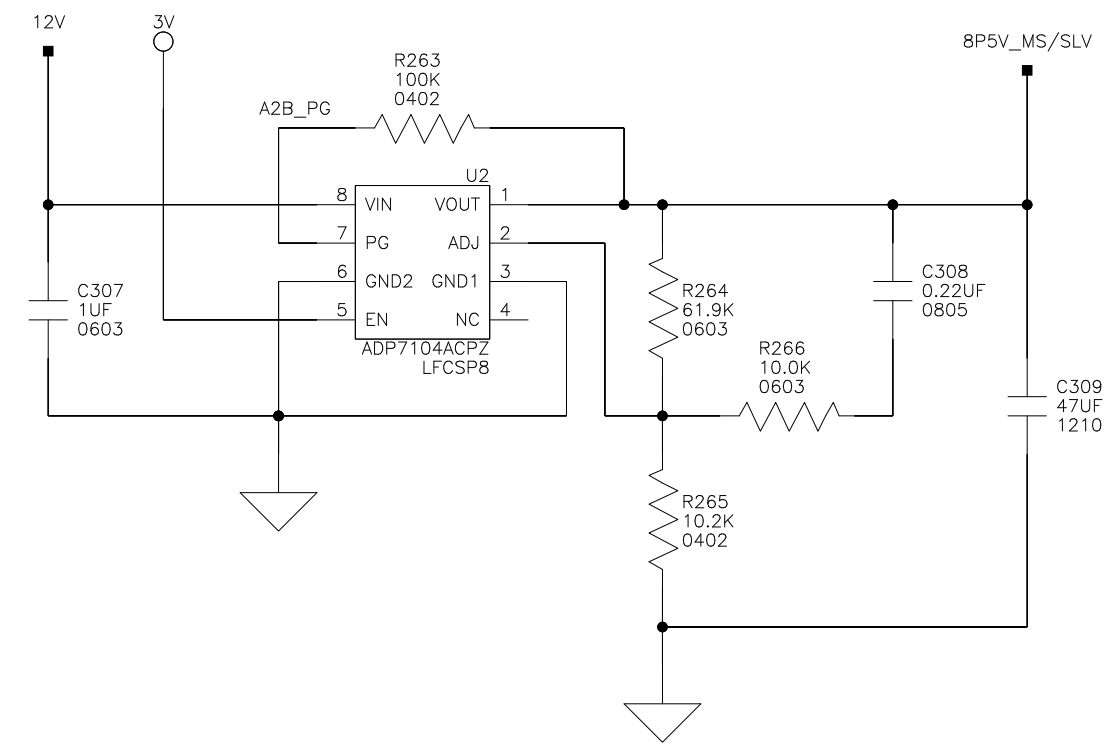 12V
3V
8P5V_MS/SLV
R263
100K
0402
A2B_PG
U2
8
VIN
VOUT
1
7
PG
ADJ
2
6
GND2
GND1
3
5
EN
NC
4
ADP7104ACPZ
LFCSP8
C307
1UF
0603
R264
61.9K
0603
C308
0.22UF
0805
R266
10.0K
0603
C309
47UF
1210
R265
10.2K
0402